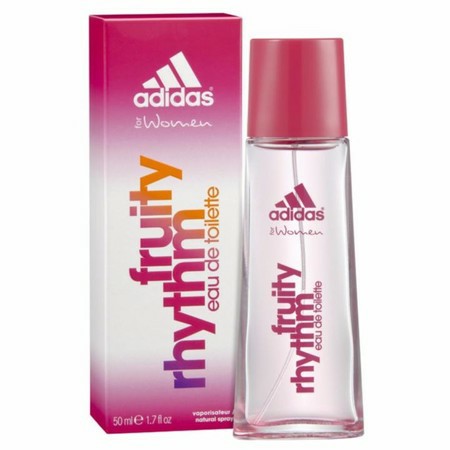 adidas
for Women
fruity
rhythm
eau de toilette
vaporisateur /
natural spray
50 ml e 1.7 fl oz
adidas
for Women
fruity
rhythm
eau de toilette